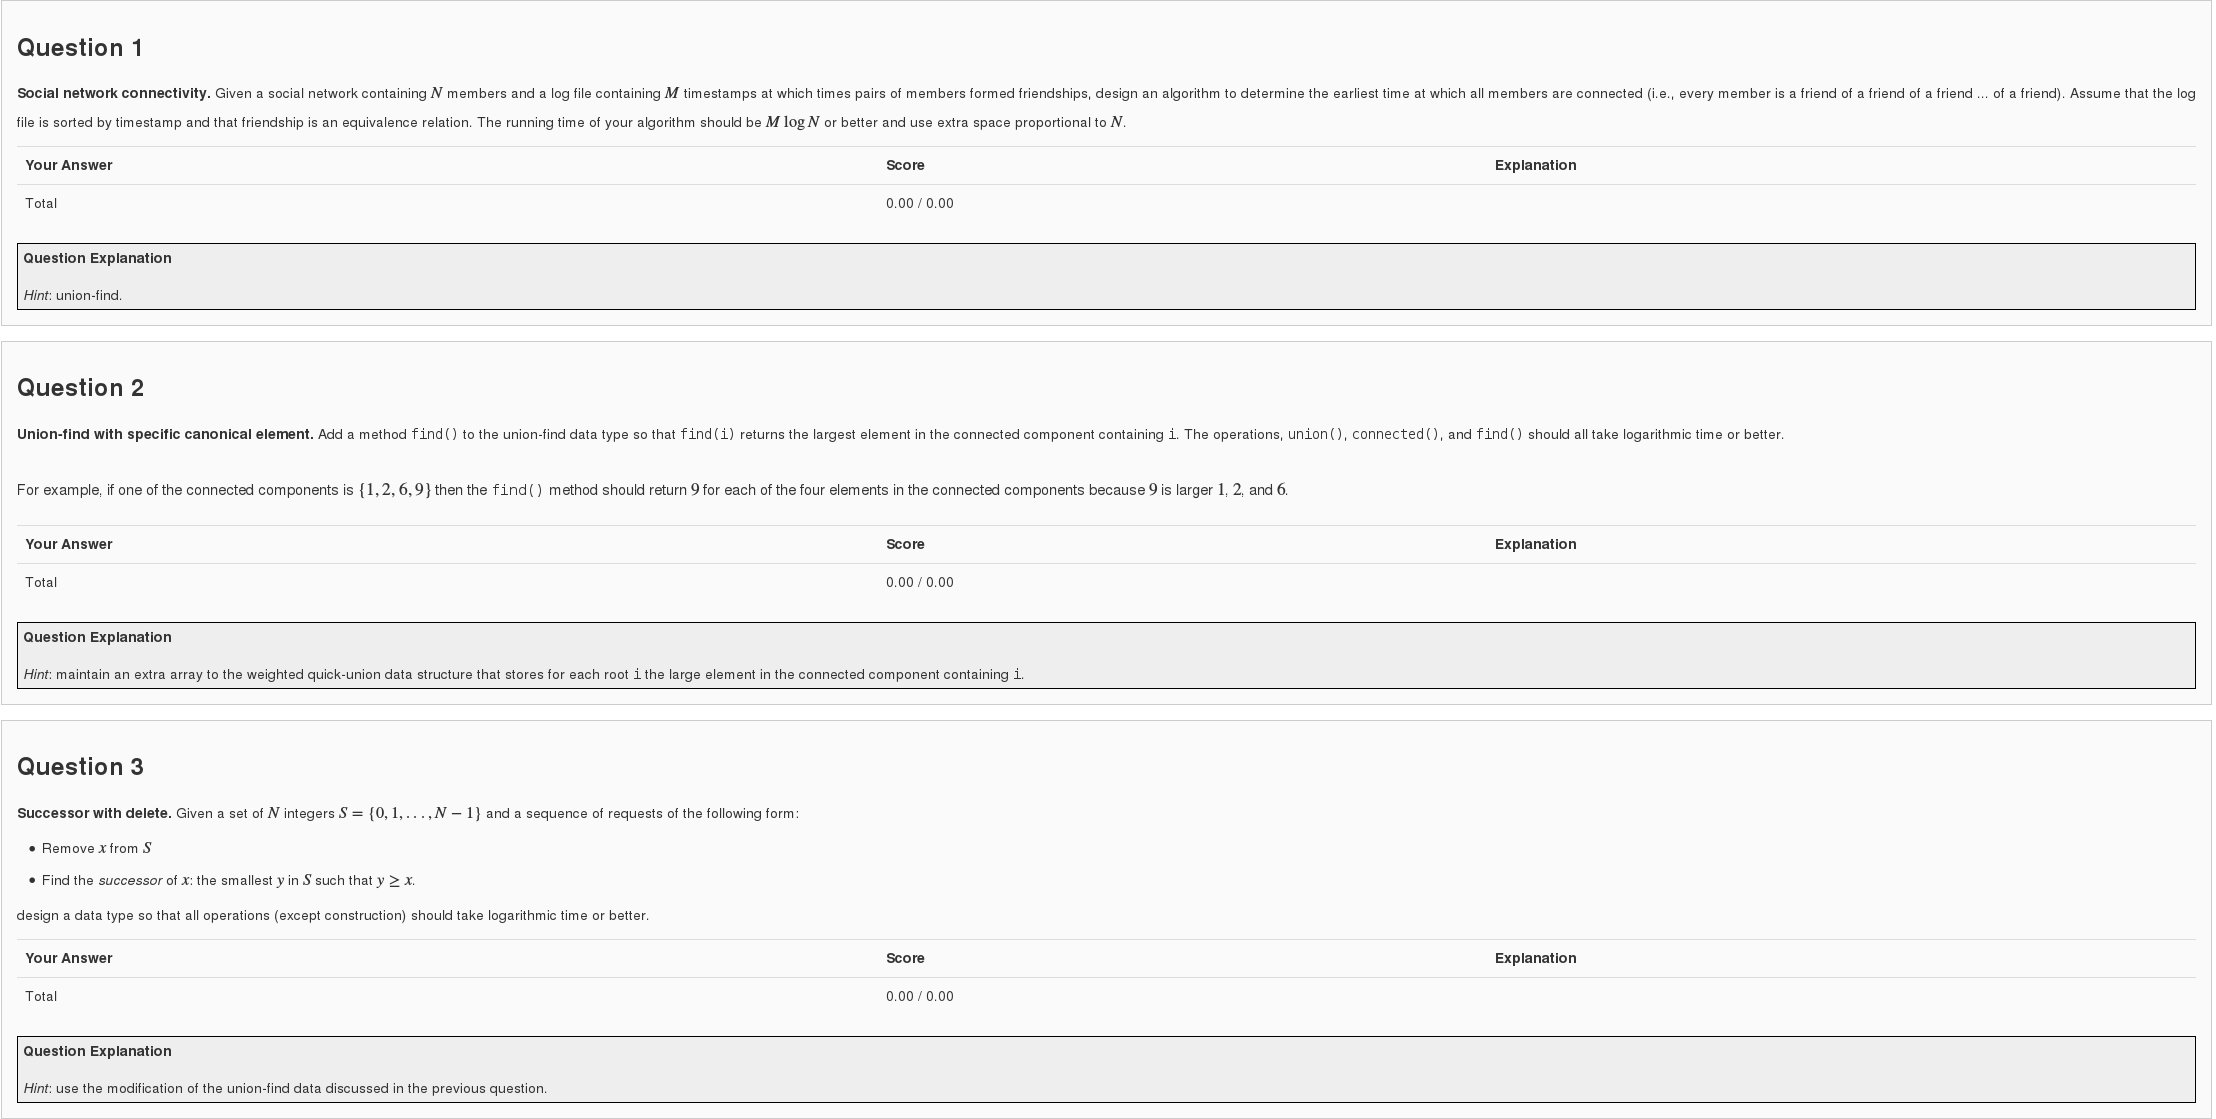 Question 1
Social network connectivity. Given a social network containing N members and a log file containing M timestamps at which times pairs of members formed friendships, design an algorithm to determine the earliest time at which all members are connected (i.e., every member is a friend of a friend of a friend ... of a friend). Assume that the log
file is sorted by timestamp and that friendship is an equivalence relation. The running time of your algorithm should be M log N or better and use extra space proportional to N.
Your Answer Score Explanation
Total 0.00 / 0.00
Question Explanation
Hint: union-find.
Question 2
Union-find with specific canonical element. Add a method find() to the union-find data type so that find(i) returns the largest element in the connected component containing i. The operations, union(), connected(), and find() should all take logarithmic time or better.
For example, if one of the connected components is {1, 2, 6, 9} then the find() method should return 9 for each of the four elements in the connected components because 9 is larger 1, 2, and 6.
Your Answer Score Explanation
Total 0.00 / 0.00
Question Explanation
Hint: maintain an extra array to the weighted quick-union data structure that stores for each root i the large element in the connected component containing i.
Question 3
Successor with delete. Given a set of N integers S = {0, 1, . . . , N − 1} and a sequence of requests of the following form:
• Remove x from S
• Find the successor of x: the smallest y in S such that y ≥ x.
design a data type so that all operations (except construction) should take logarithmic time or better.
Your Answer Score Explanation
Total 0.00 / 0.00
Question Explanation
Hint: use the modification of the union-find data discussed in the previous question.